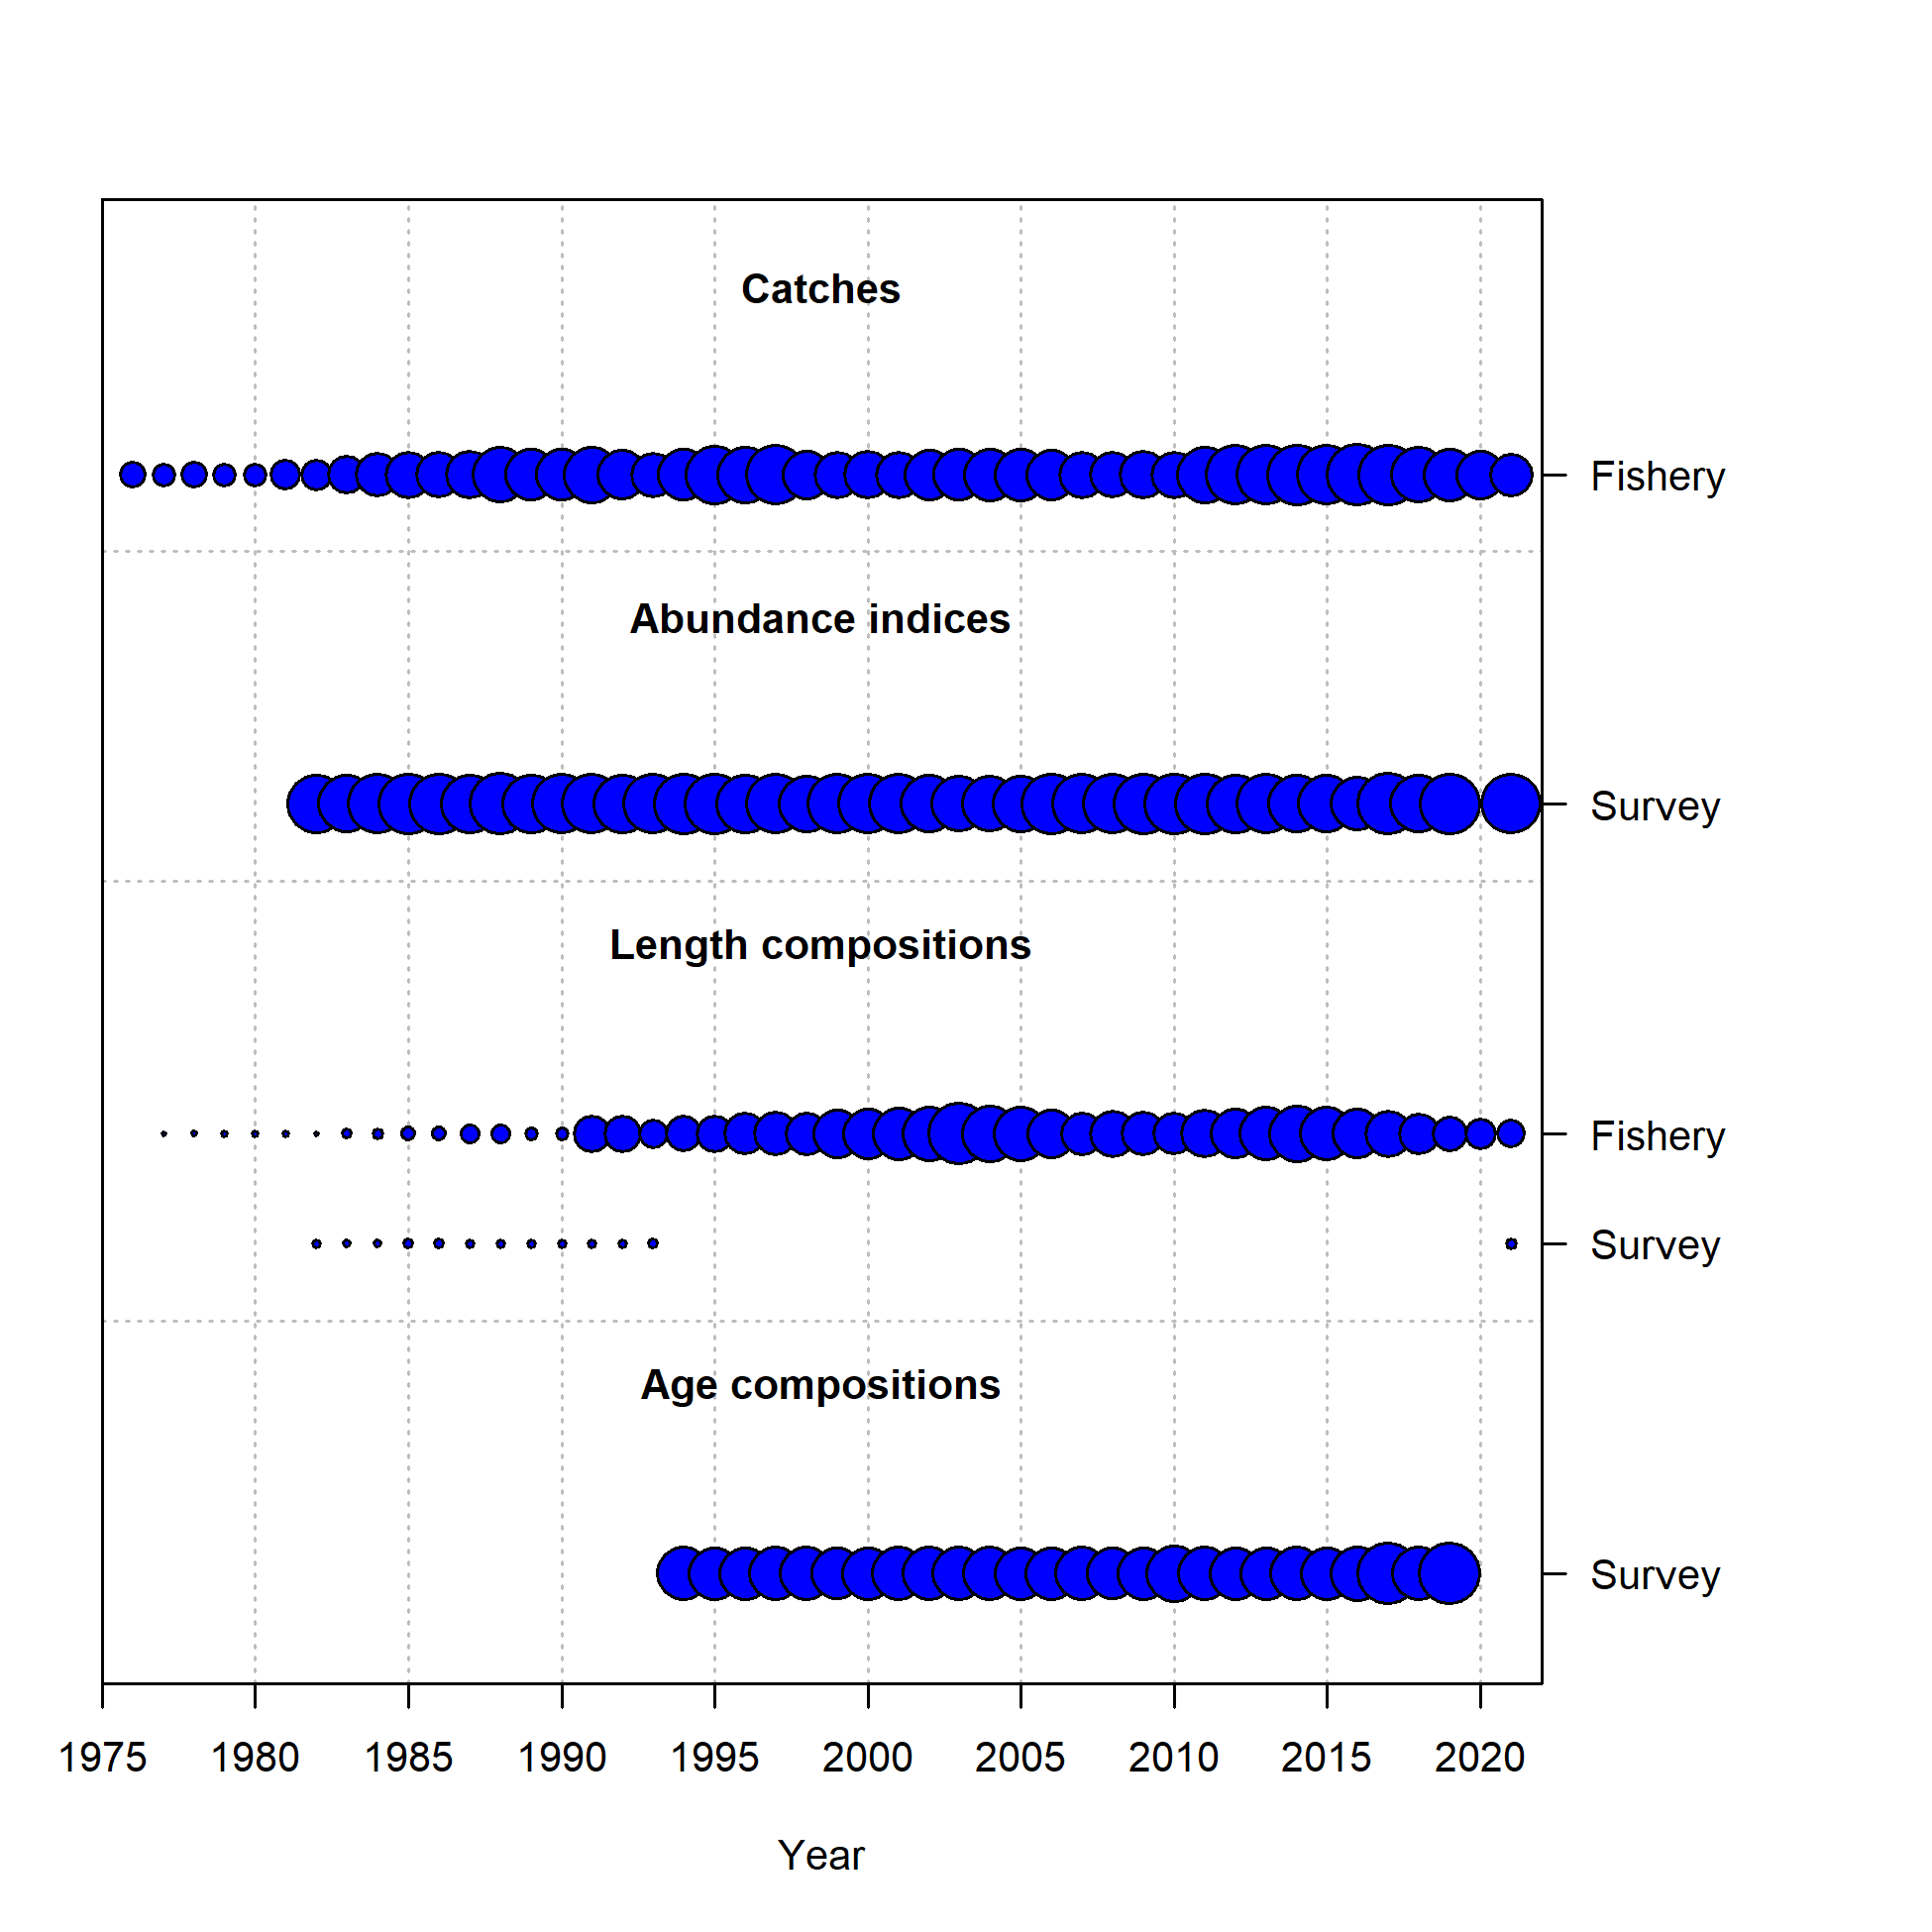 Catches
Fishery
Abundance indices
Survey
Length compositions
Fishery
Survey
Age compositions
Survey
1975 1980 1985 1990 1995 2000 2005 2010 2015 2020
Year